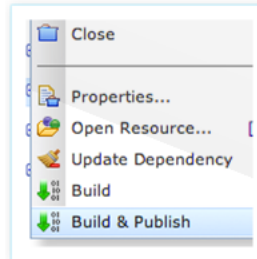 Close
Properties...
Open Resource...
Update Dependency
Build
Build & Publish